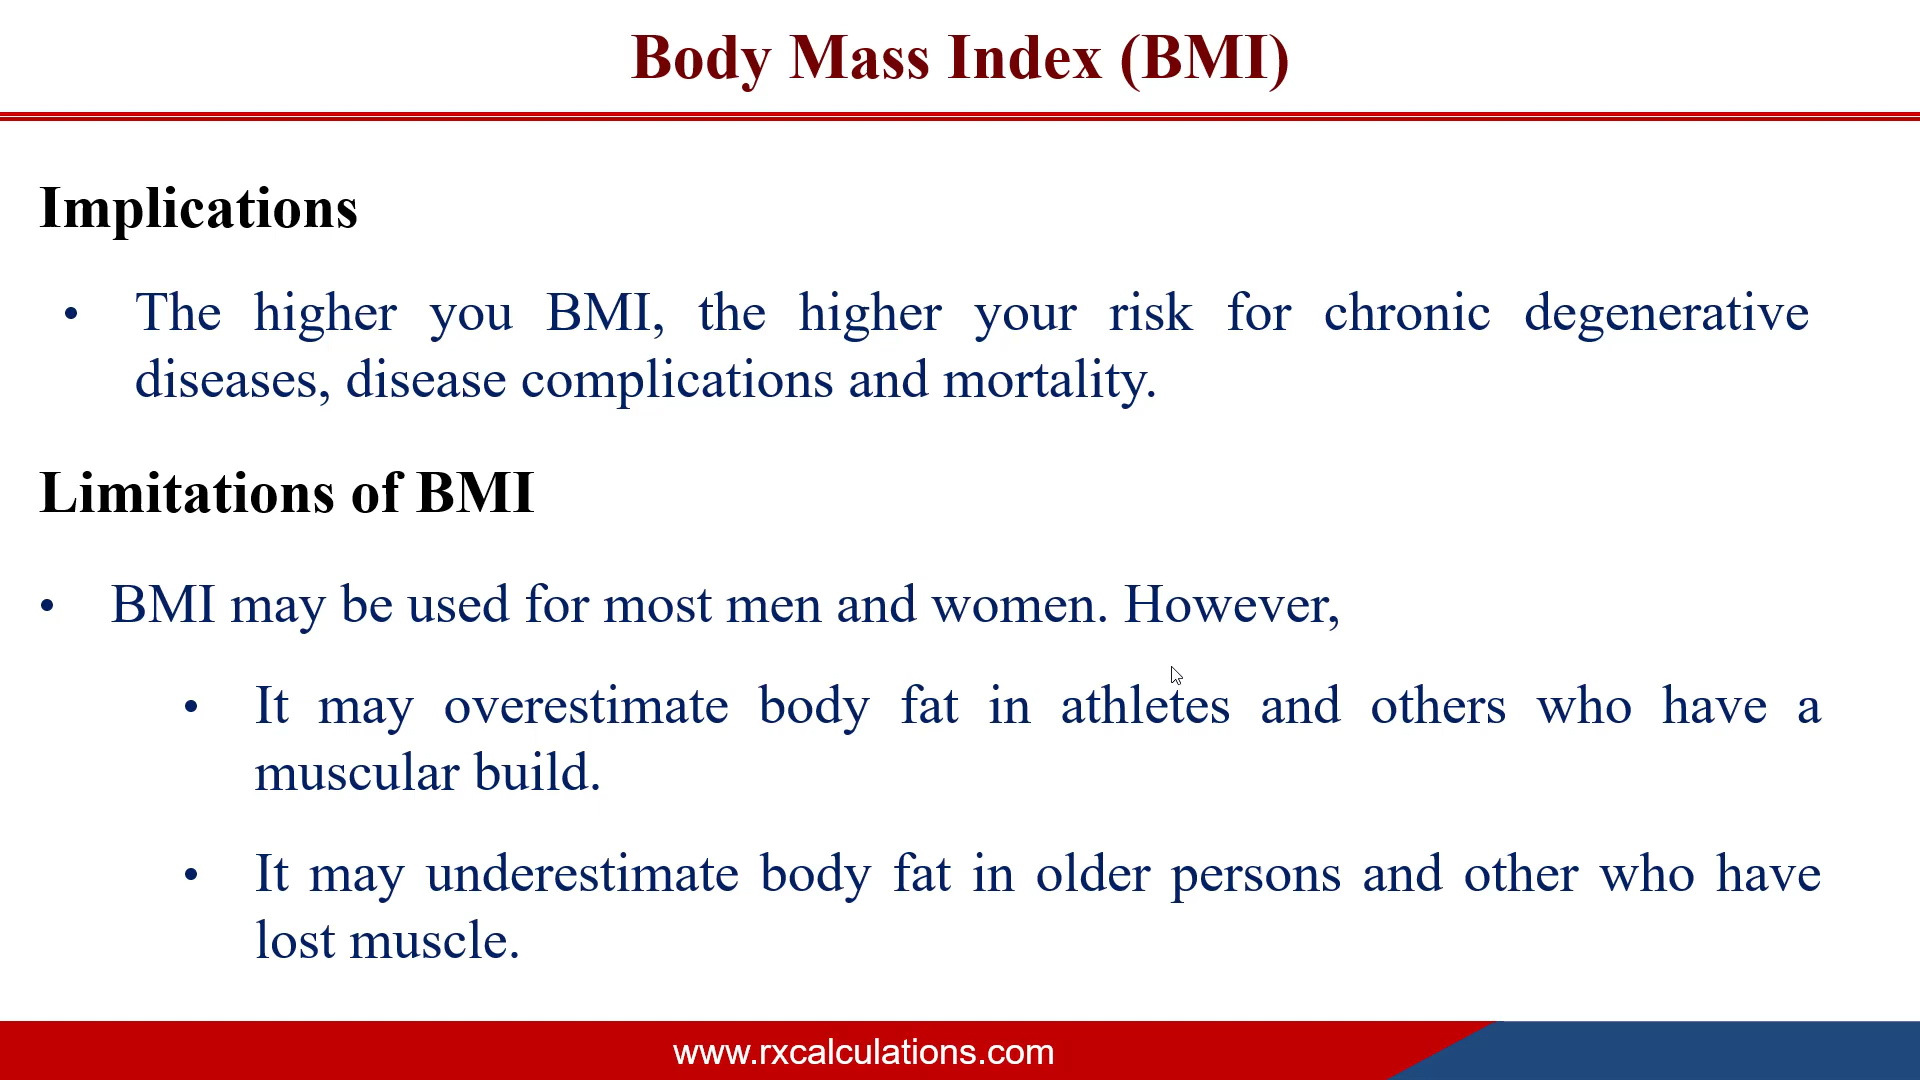 Body Mass Index (BMI)
Implications
• The higher you BMI, the higher your risk for chronic degenerative
diseases, disease complications and mortality.
Limitations of BMI
• BMI may be used for most men and women. However,
• It may overestimate body fat in athletes and others who have a
muscular build.
• It may underestimate body fat in older persons and other who have
lost muscle.
www.rxcalculations.com